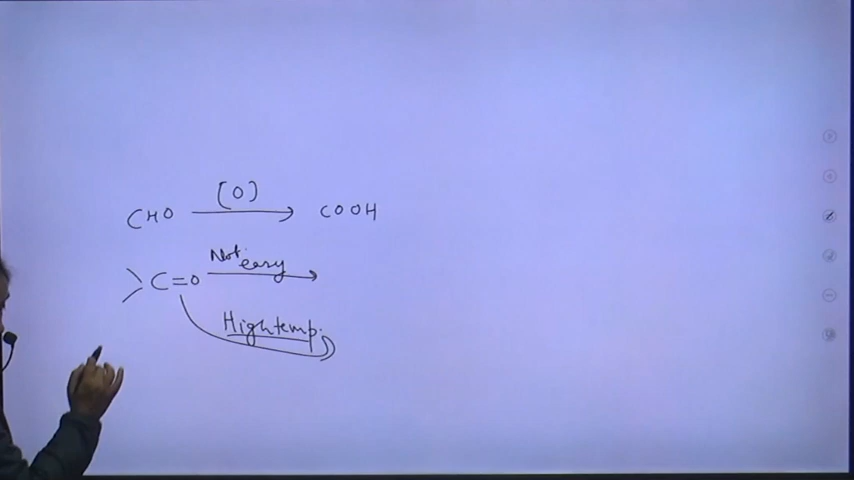 [O]
CHO → COOH
Not easy
>C=O →
High temp.